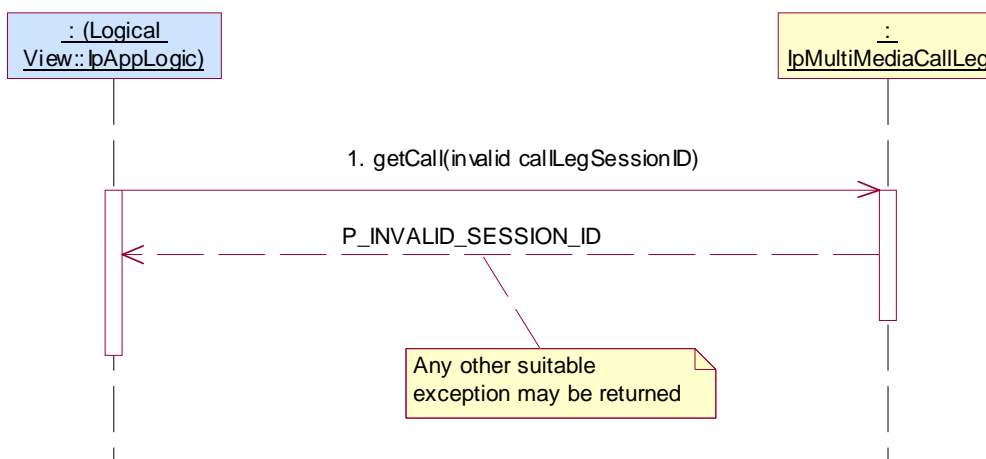 : (Logical
View::IpAppLogic)
:
IpMultiMediaCallLeg
1. getCall(invalid callLegSessionID)
P_INVALID_SESSION_ID
Any other suitable
exception may be returned